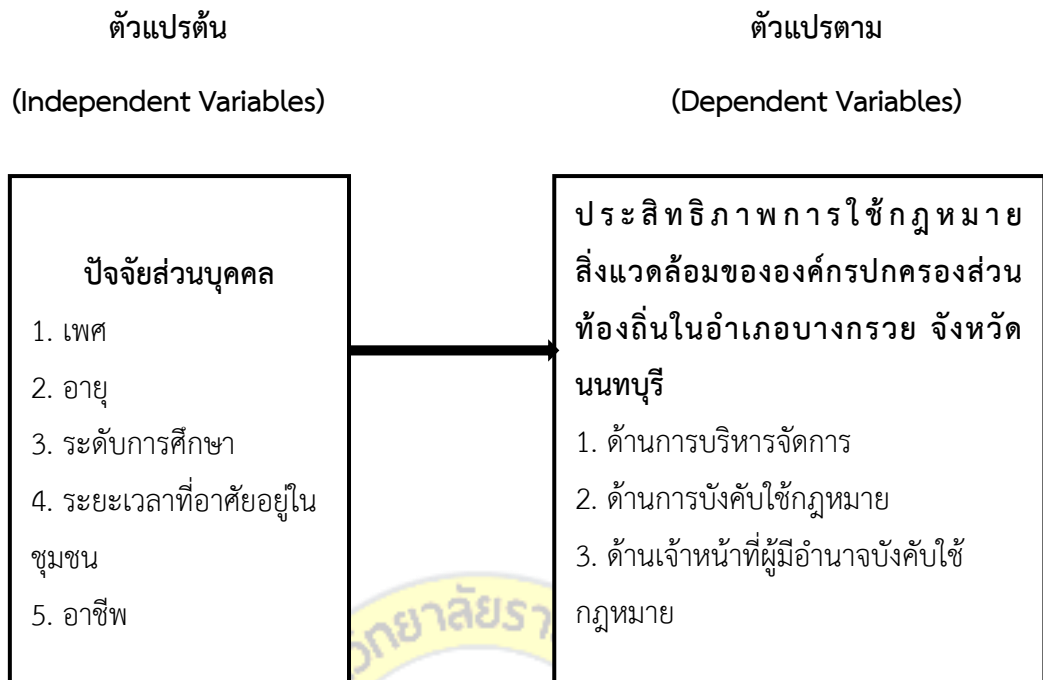 ตัวแปรต้น
(Independent Variables)
ตัวแปรตาม
(Dependent Variables)
ปัจจัยส่วนบุคคล
1. เพศ
2. อายุ
3. ระดับการศึกษา
4. ระยะเวลาที่อาศัยอยู่ใน
ชุมชน
5. อาชีพ
ประสิทธิภาพการใช้กฎหมาย
สิ่งแวดล้อมขององค์กรปกครองส่วน
ท้องถิ่นในอำเภอบางกรวย จังหวัด
นนทบุรี
1. ด้านการบริหารจัดการ
2. ด้านการบังคับใช้กฎหมาย
3. ด้านเจ้าหน้าที่ผู้มีอำนาจบังคับใช้
กฎหมาย